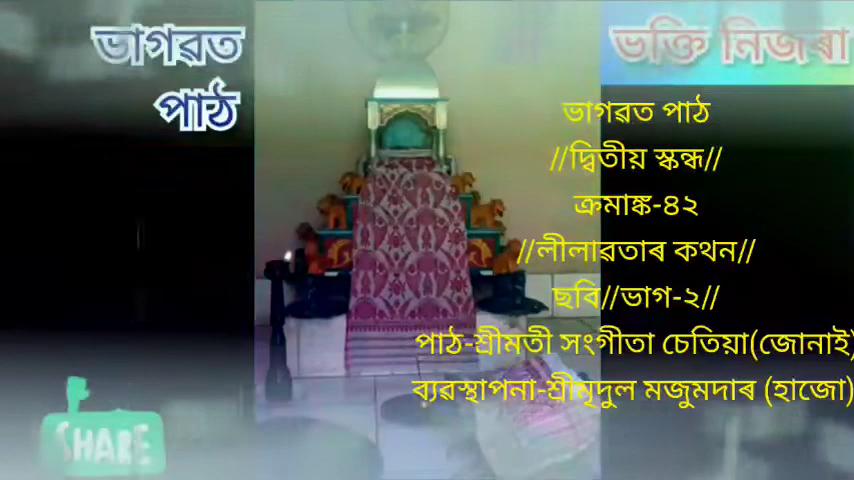 ভাগৱত
পাঠ
ভক্তি নিজৰা
ভাগৱত পাঠ
//দ্বিতীয় স্কন্ধ//
ক্ৰমাঙ্ক-৪২
//লীলাৱতাৰ কথন//
ছবি//ভাগ-২//
পাঠ-শ্ৰীমতী সংগীতা চেতিয়া(জোনাই)
ব্যৱস্থাপনা-শ্ৰীমৃদুল মজুমদাৰ (হাজো)
SHARE